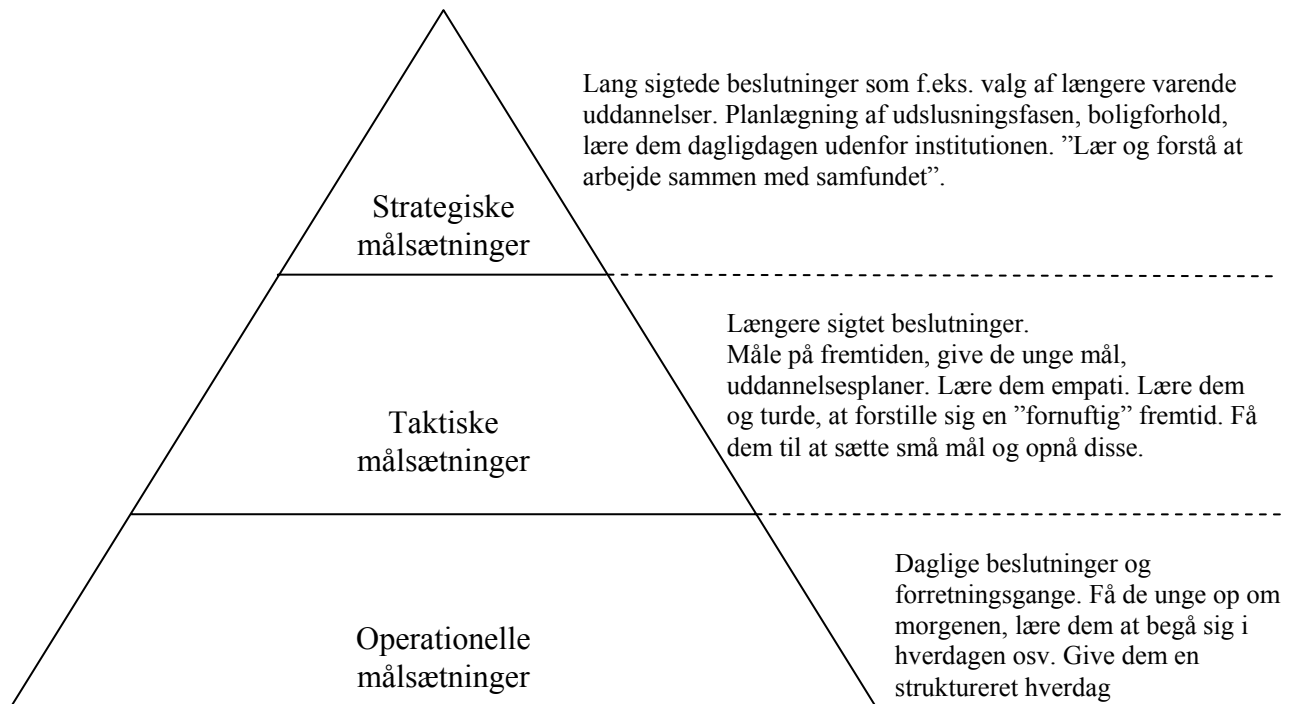 Lang sigtede beslutninger som f.eks. valg af længere varende
uddannelser. Planlægning af udslusningsfasen, boligforhold,
lære dem dagligdagen udenfor institutionen. ”Lær og forstå at
arbejde sammen med samfundet”.
Strategiske
målsætninger
Længere sigtet beslutninger.
Måle på fremtiden, give de unge mål,
uddannelsesplaner. Lære dem empati. Lære dem
og turde, at forstille sig en ”fornuftig” fremtid. Få
dem til at sætte små mål og opnå disse.
Taktiske
målsætninger
Daglige beslutninger og
forretningsgange. Få de unge op om
morgenen, lære dem at begå sig i
hverdagen osv. Give dem en
struktureret hverdag
Operationelle
målsætninger